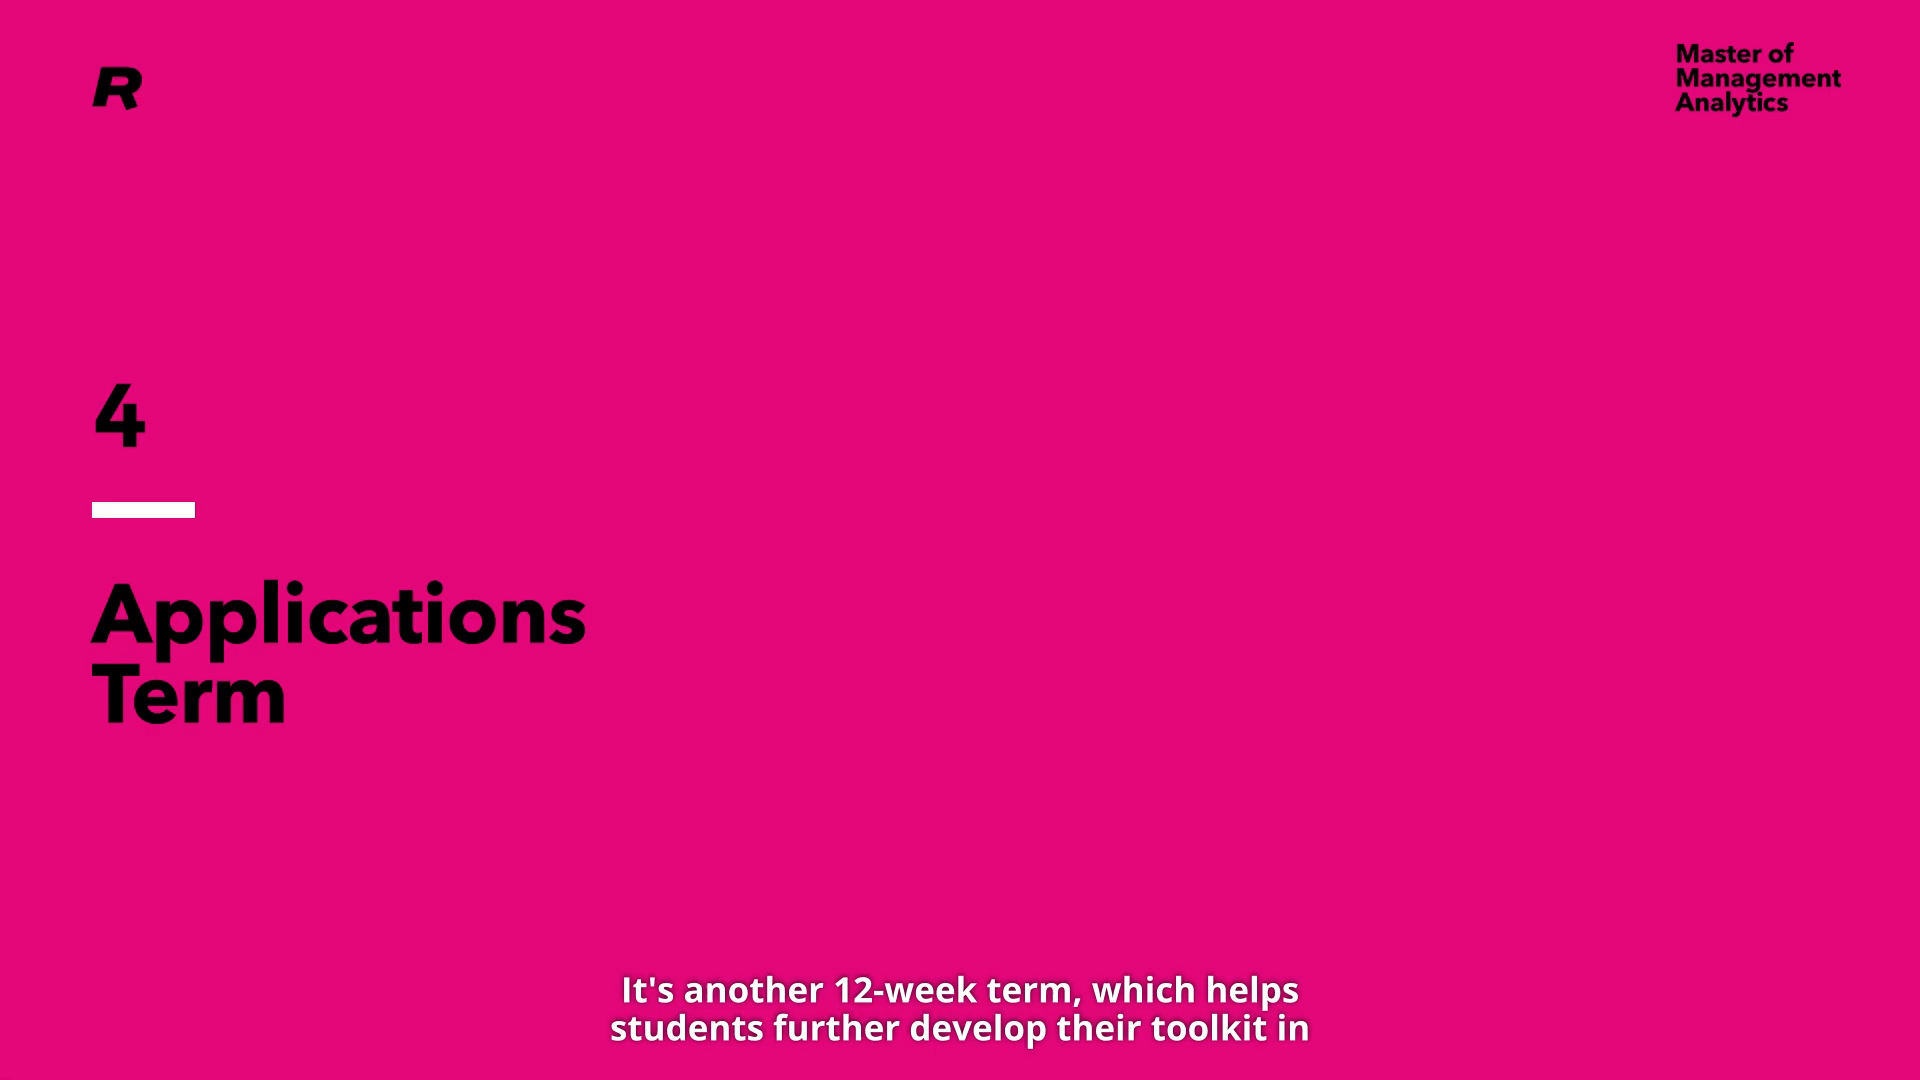 R
Master of
Management
Analytics
4
Applications
Term
It's another 12-week term, which helps
students further develop their toolkit in